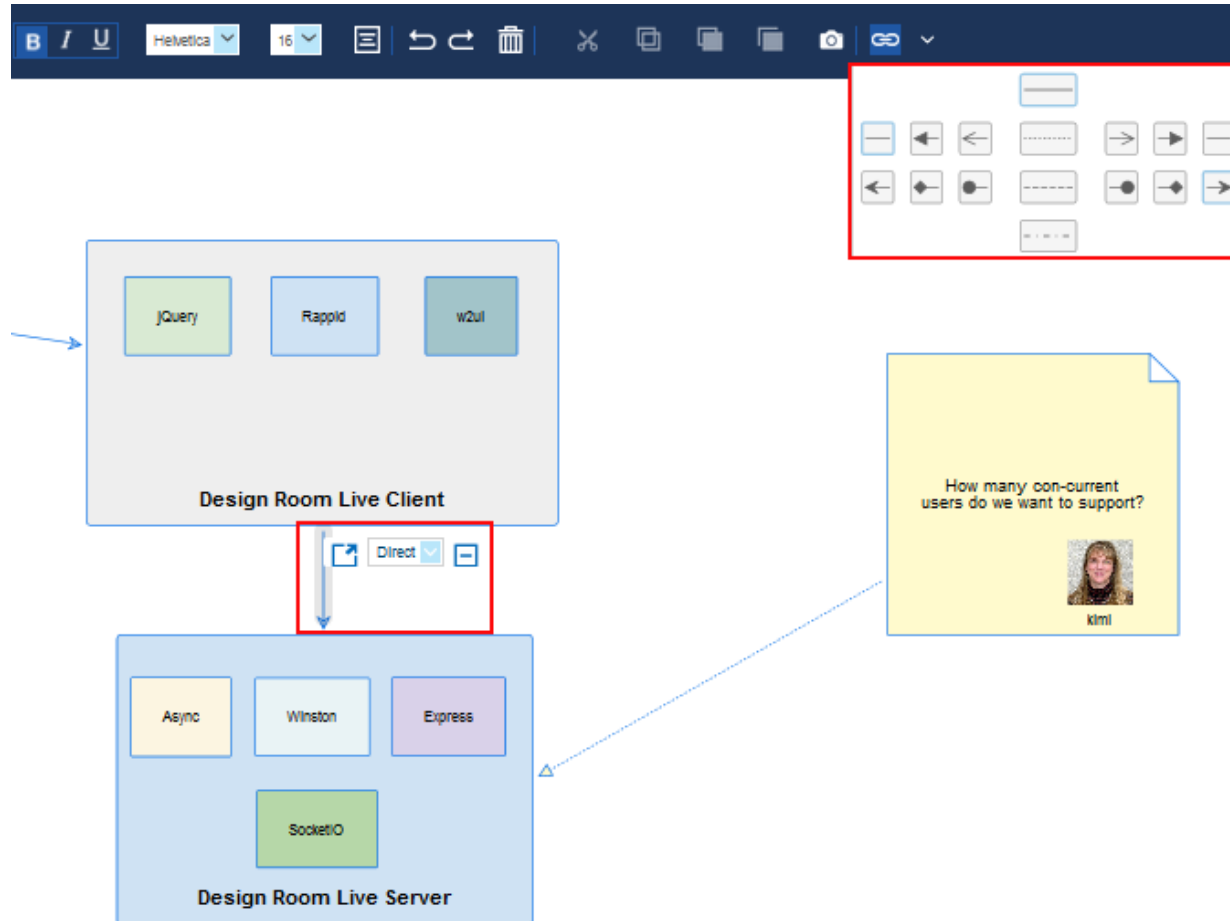 B I U Helvetica 16
jQuery Rappid w2ui
Design Room Live Client
How many con-current
users do we want to support?
kimi
Direct
Async Winston Express
SocketIO
Design Room Live Server